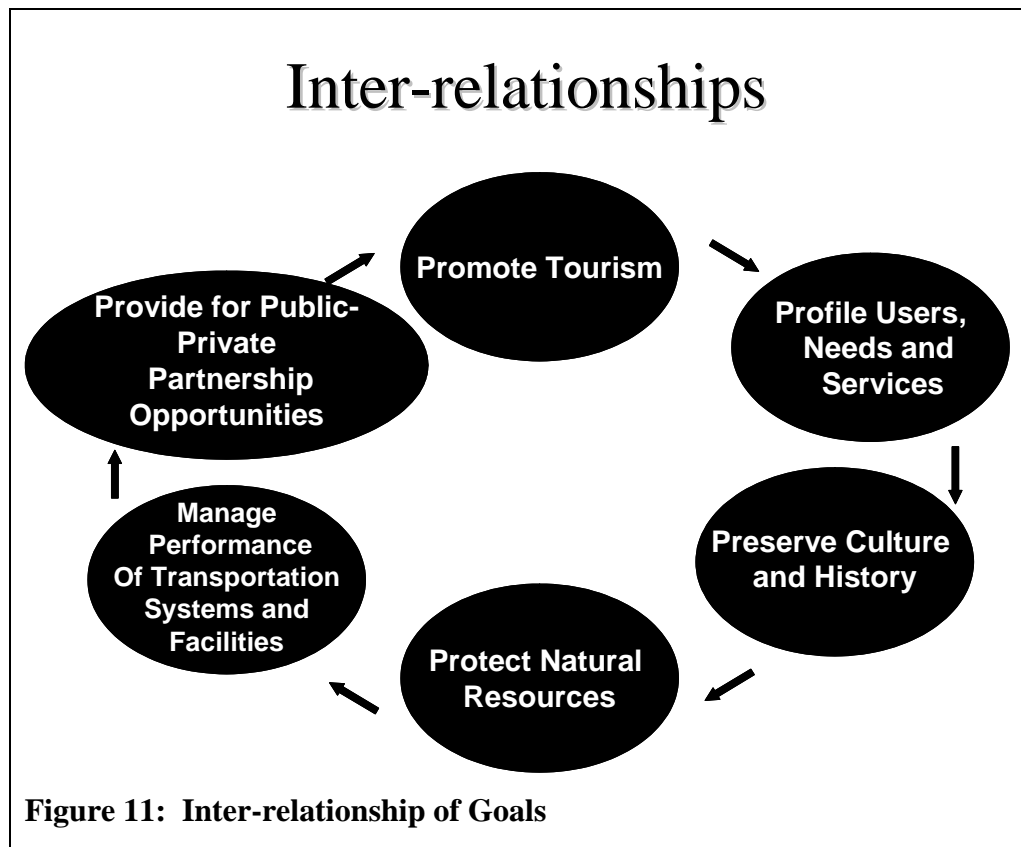 Inter-relationships
Promote Tourism
Profile Users,
Needs and
Services
Preserve Culture
and History
Protect Natural
Resources
Manage
Performance
Of Transportation
Systems and
Facilities
Provide for Public-
Private
Partnership
Opportunities
Figure 11:  Inter-relationship of Goals